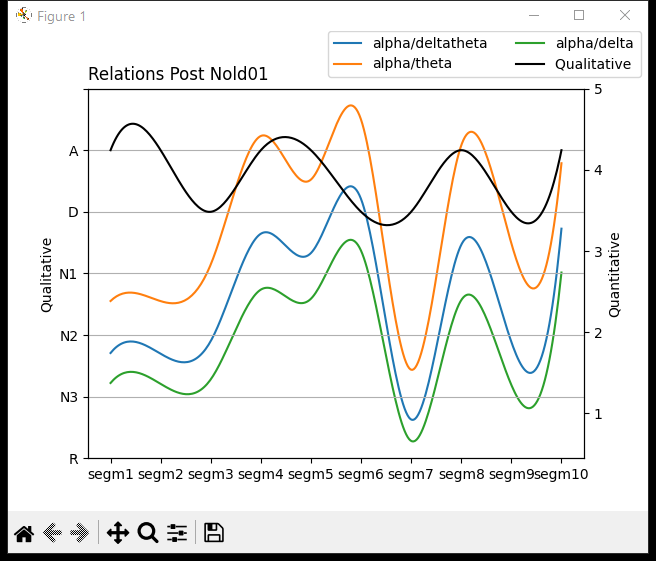 Figure 1
alpha/deltatheta alpha/delta
alpha/theta Qualitative
Relations Post Nold01
5
A
4
D
Qualitative
N1
3
Quantitative
N2
2
N3
1
R
segm1 segm2 segm3 segm4 segm5 segm6 segm7 segm8 segm9 segm10